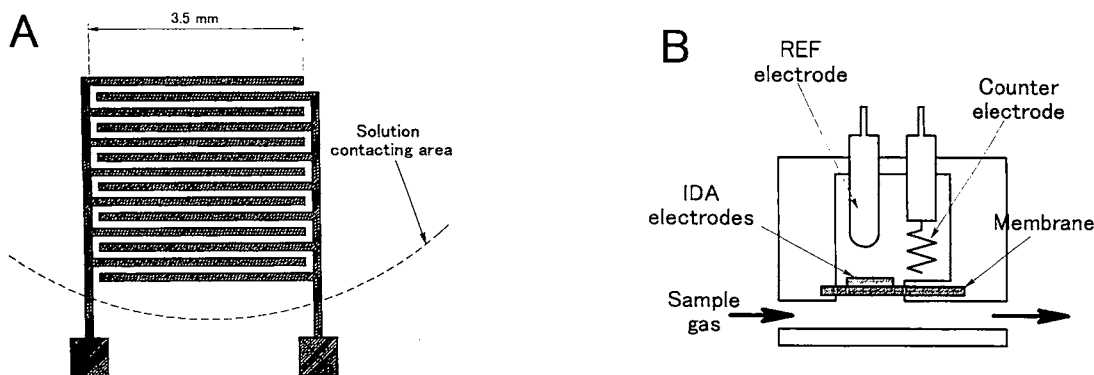 A
3.5 mm
Solution
contacting area
B
REF
electrode
Counter
electrode
IDA
electrodes
Membrane
Sample
gas